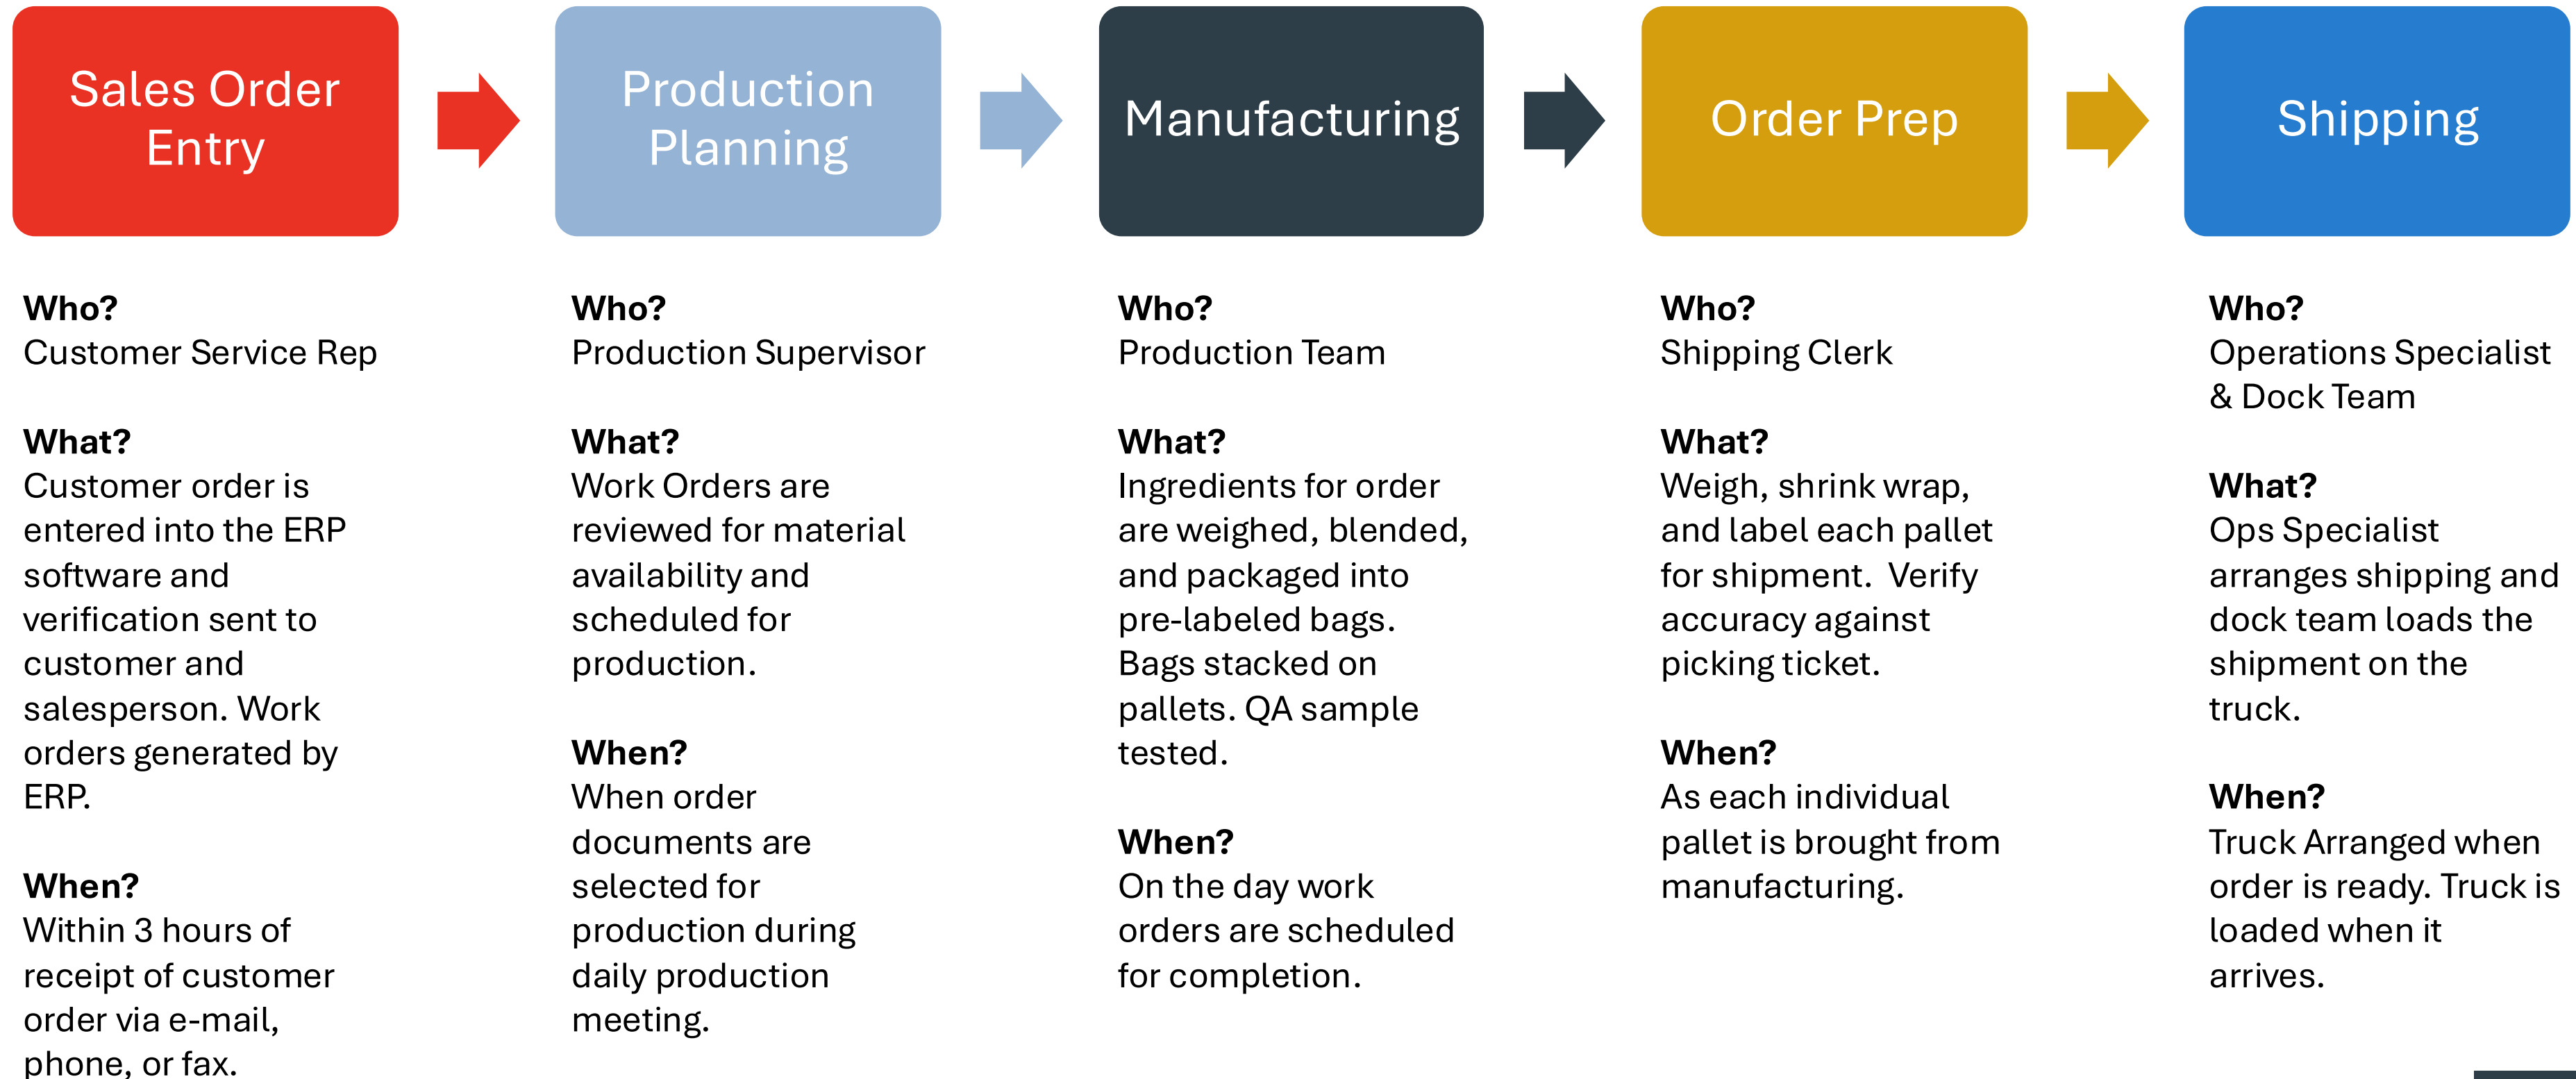 Sales Order
Entry
Production
Planning
Manufacturing
Order Prep
Shipping
Who?
Customer Service Rep
What?
Customer order is
entered into the ERP
software and
verification sent to
customer and
salesperson. Work
orders generated by
ERP.
When?
Within 3 hours of
receipt of customer
order via e-mail,
phone, or fax.
Who?
Production Supervisor
What?
Work Orders are
reviewed for material
availability and
scheduled for
production.
When?
When order
documents are
selected for
production during
daily production
meeting.
Who?
Production Team
What?
Ingredients for order
are weighed, blended,
and packaged into
pre-labeled bags.
Bags stacked on
pallets. QA sample
tested.
When?
On the day work
orders are scheduled
for completion.
Who?
Shipping Clerk
What?
Weigh, shrink wrap,
and label each pallet
for shipment.  Verify
accuracy against
picking ticket.
When?
As each individual
pallet is brought from
manufacturing.
Who?
Operations Specialist
& Dock Team
What?
Ops Specialist
arranges shipping and
dock team loads the
shipment on the
truck.
When?
Truck Arranged when
order is ready. Truck is
loaded when it
arrives.